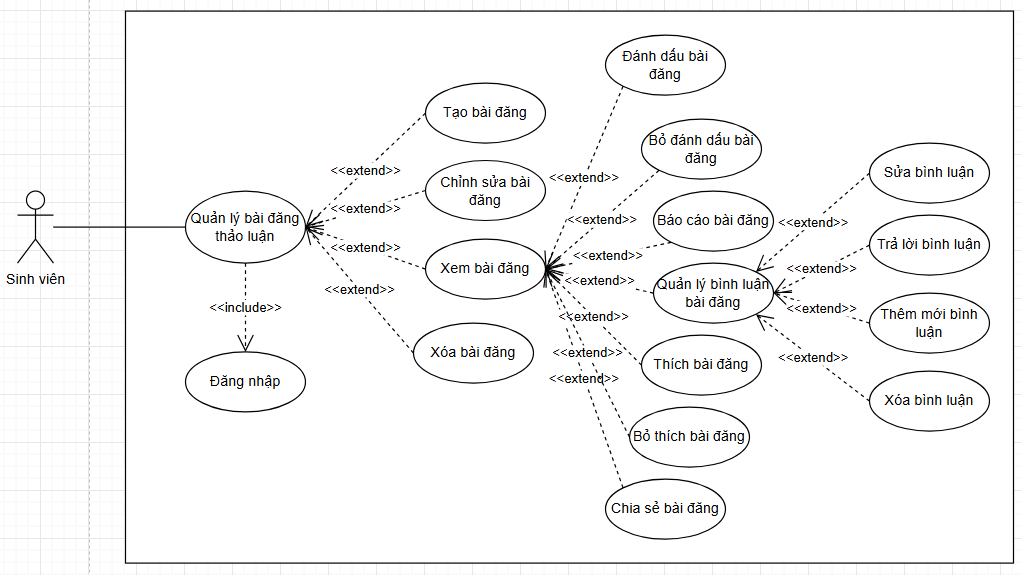 Đánh dấu bài
đăng
Tạo bài đăng
Bỏ đánh dấu bài
đăng
<<extend>>
<<extend>>
Sửa bình luận
Chỉnh sửa bài
đăng
<<extend>>
<<extend>>
Báo cáo bài đăng
<<extend>>
Quản lý bài đăng
thảo luận
<<extend>>
<<extend>>
Trả lời bình luận
Sinh viên
Xem bài đăng
<<extend>>
Quản lý bình luận
bài đăng
<<extend>>
<<extend>>
<<include>>
<<extend>>
<<extend>>
Thêm mới bình
luận
Xóa bài đăng
<<extend>>
Thích bài đăng
<<extend>>
Đăng nhập
<<extend>>
Xóa bình luận
Bỏ thích bài đăng
Chia sẻ bài đăng